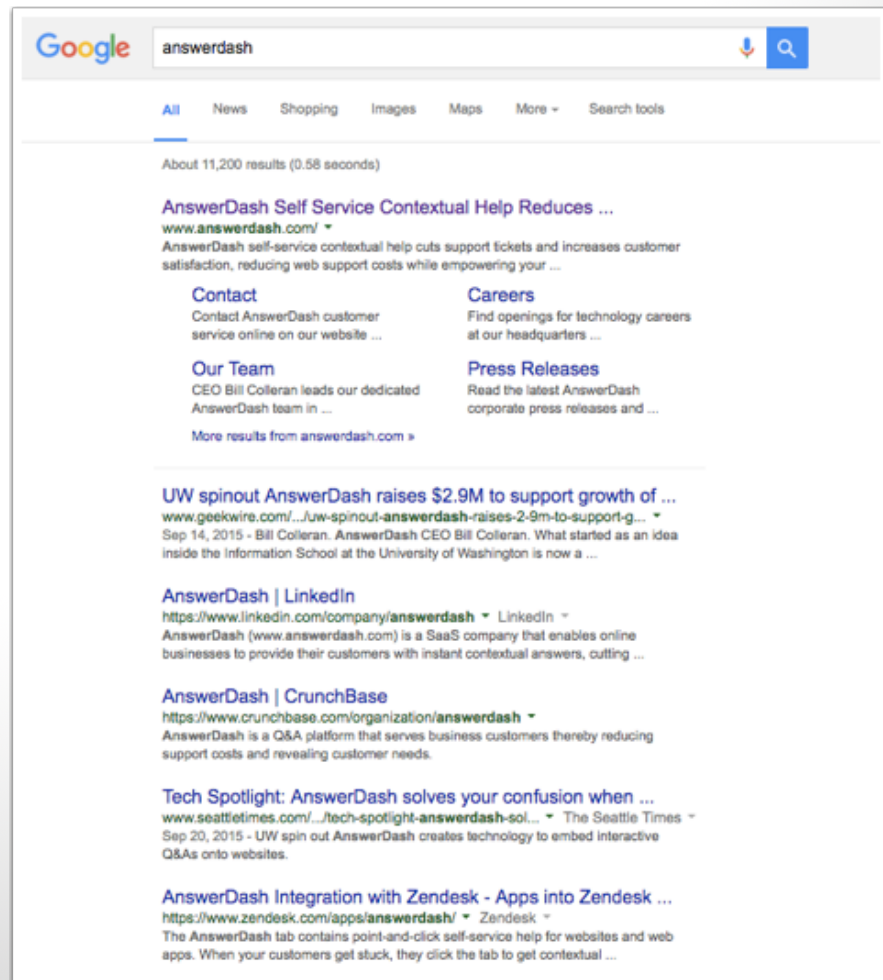 Google
answerdash
All News Shopping Images Maps More Search tools
About 11,200 results (0.58 seconds)
AnswerDash Self Service Contextual Help Reduces ...
www.answerdash.com/
AnswerDash self-service contextual help cuts support tickets and increases customer
satisfaction, reducing web support costs while empowering your ...
Contact
Contact AnswerDash customer
service online on our website ...
Careers
Find openings for technology careers
at our headquarters ...
Our Team
CEO Bill Colleran leads our dedicated
AnswerDash team in ...
Press Releases
Read the latest AnswerDash
corporate press releases and ...
More results from answerdash.com »
UW spinout AnswerDash raises $2.9M to support growth of ...
www.geekwire.com/.../uw-spinout-answerdash-raises-2-9m-to-support-g...
Sep 14, 2015 - Bill Colleran. AnswerDash CEO Bill Colleran. What started as an idea
inside the Information School at the University of Washington is now a ...
AnswerDash | LinkedIn
https://www.linkedin.com/company/answerdash LinkedIn
AnswerDash (www.answerdash.com) is a SaaS company that enables online
businesses to provide their customers with instant contextual answers, cutting ...
AnswerDash | CrunchBase
https://www.crunchbase.com/organization/answerdash
AnswerDash is a Q&A platform that serves business customers thereby reducing
support costs and revealing customer needs.
Tech Spotlight: AnswerDash solves your confusion when ...
www.seattletimes.com/.../tech-spotlight-answerdash-sol... The Seattle Times
Sep 20, 2015 - UW spin out AnswerDash creates technology to embed interactive
Q&As onto websites.
AnswerDash Integration with Zendesk - Apps into Zendesk ...
https://www.zendesk.com/apps/answerdash/ Zendesk
The AnswerDash tab contains point-and-click self-service help for websites and web
apps. When your customers get stuck, they click the tab to get contextual ...